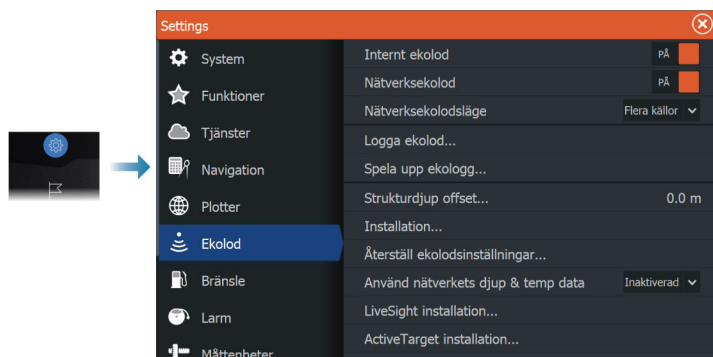 Settings
System
Funktioner
Tjänster
Navigation
Plotter
Ekolod
Bränsle
Larm
Måttenheter
Internt ekolod PÅ
Nätverksekolod PÅ
Nätverksekolodsläge Flera källor
Logga ekolod...
Spela upp ekologg...
Strukturdjup offset... 0.0 m
Installation...
Återställ ekolodsinställningar...
Använd nätverkets djup & temp data Inaktiverad
LiveSight installation...
ActiveTarget installation...